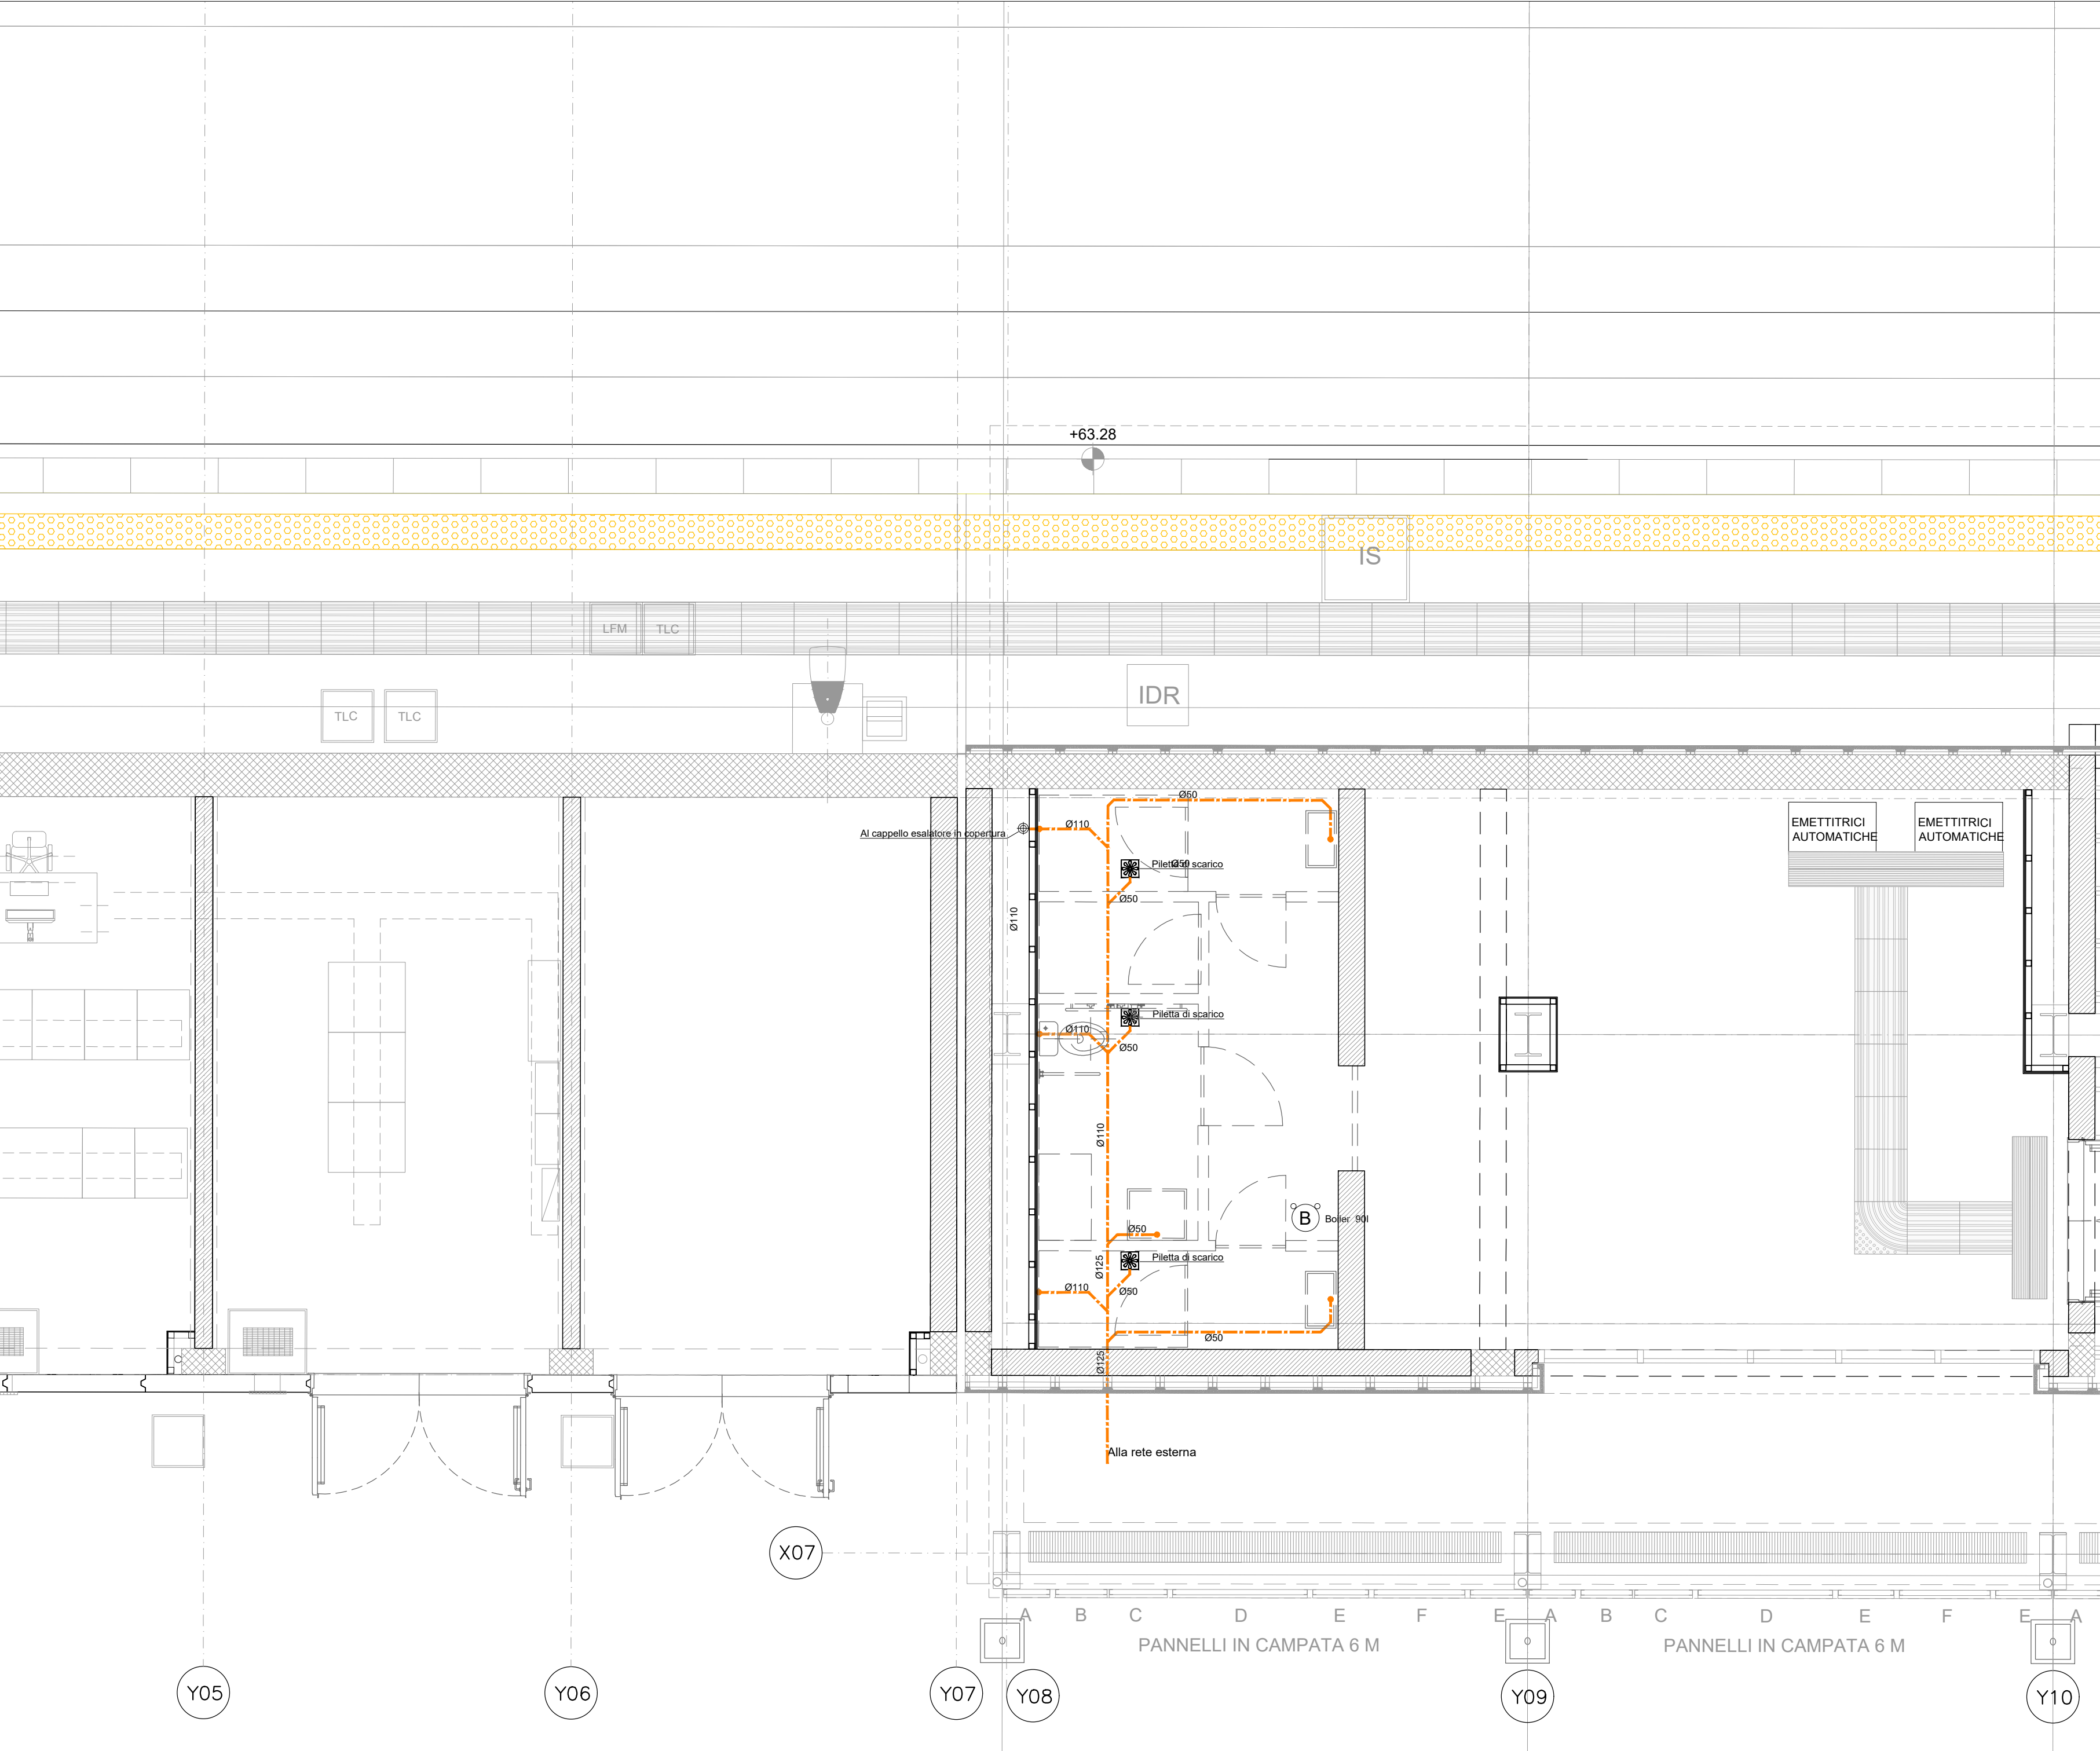 +63.28
IS
LFM
TLC
IDR
TLC
TLC
Ø50
EMETTITRICI
AUTOMATICHE
EMETTITRICI
AUTOMATICHE
Al cappello esalatore in copertura
Ø110
Piletta di scarico
Ø50
Ø50
Ø110
Piletta di scarico
Ø110
Ø50
Ø110
B
Boiler 90l
Ø50
Piletta di scarico
Ø125
Ø110
Ø50
Ø50
Ø125
Alla rete esterna
X07
A B C D E F E A B C D E F E A
PANNELLI IN CAMPATA 6 M
PANNELLI IN CAMPATA 6 M
Y05
Y06
Y07
Y08
Y09
Y10